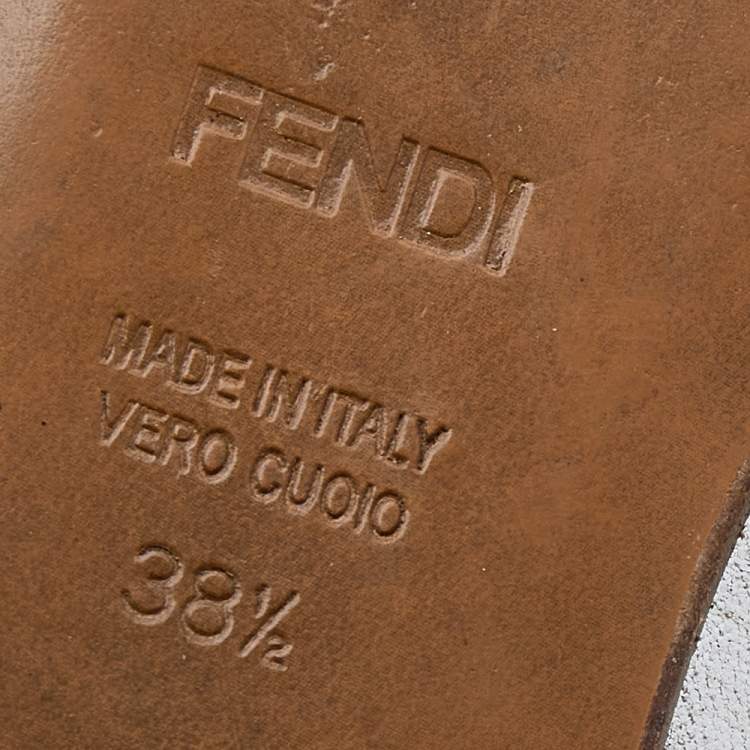 FENDI
MADE IN ITALY
VERO CUOIO
38½